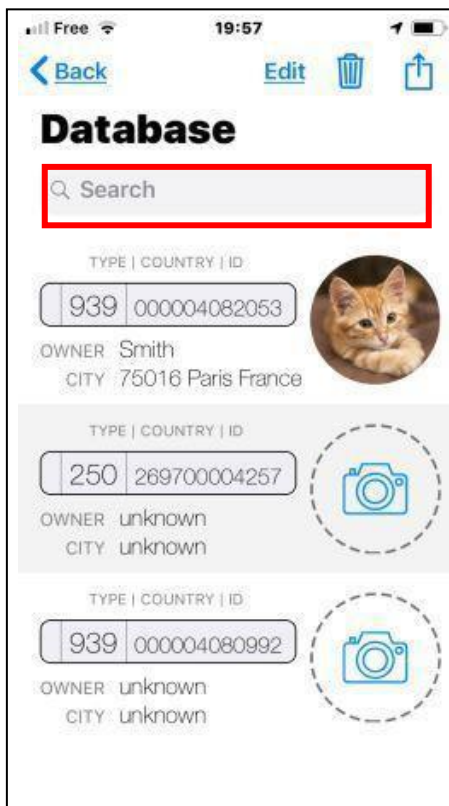 Free 19:57
Back Edit
Database
Search
TYPE | COUNTRY | ID
939 000004082053
OWNER Smith
CITY 75016 Paris France
TYPE | COUNTRY | ID
250 269700004257
OWNER unknown
CITY unknown
TYPE | COUNTRY | ID
939 000004080992
OWNER unknown
CITY unknown